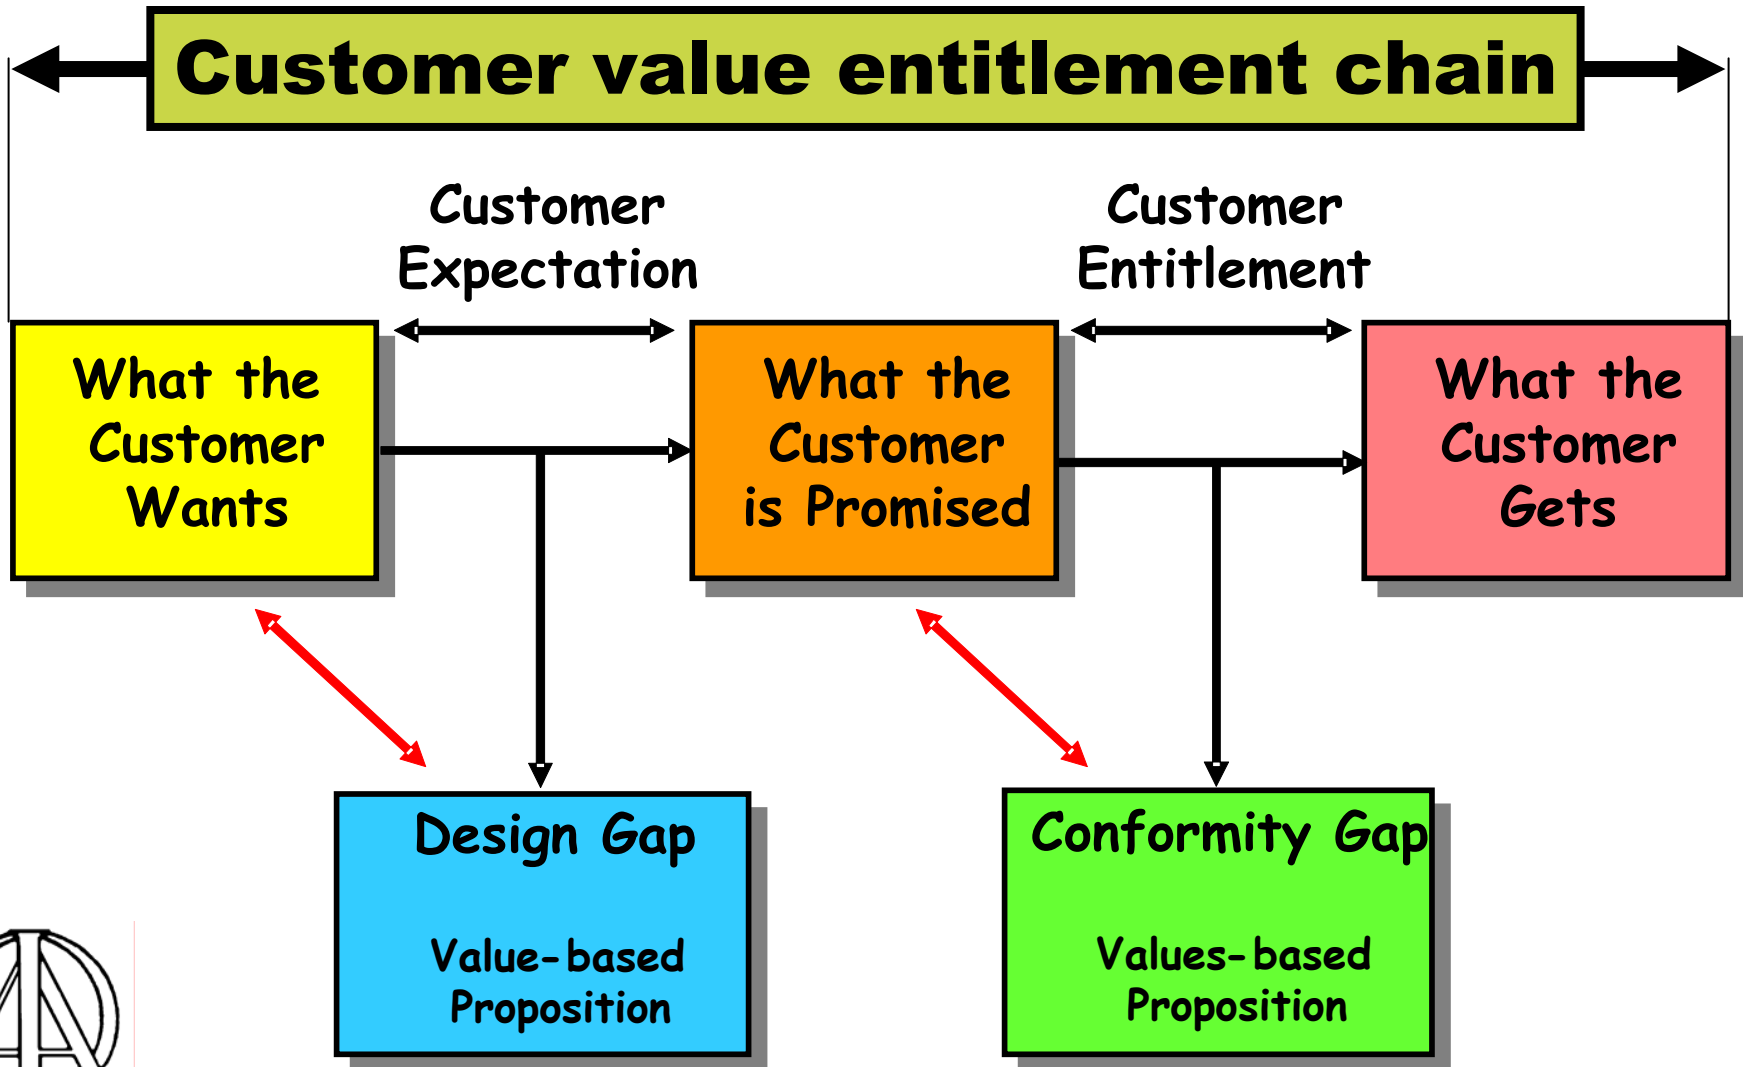 Customer value entitlement chain
Customer
Expectation
Customer
Entitlement
What the
Customer
Wants
What the
Customer
is Promised
What the
Customer
Gets
Design Gap
Value-based
Proposition
Conformity Gap
Values-based
Proposition